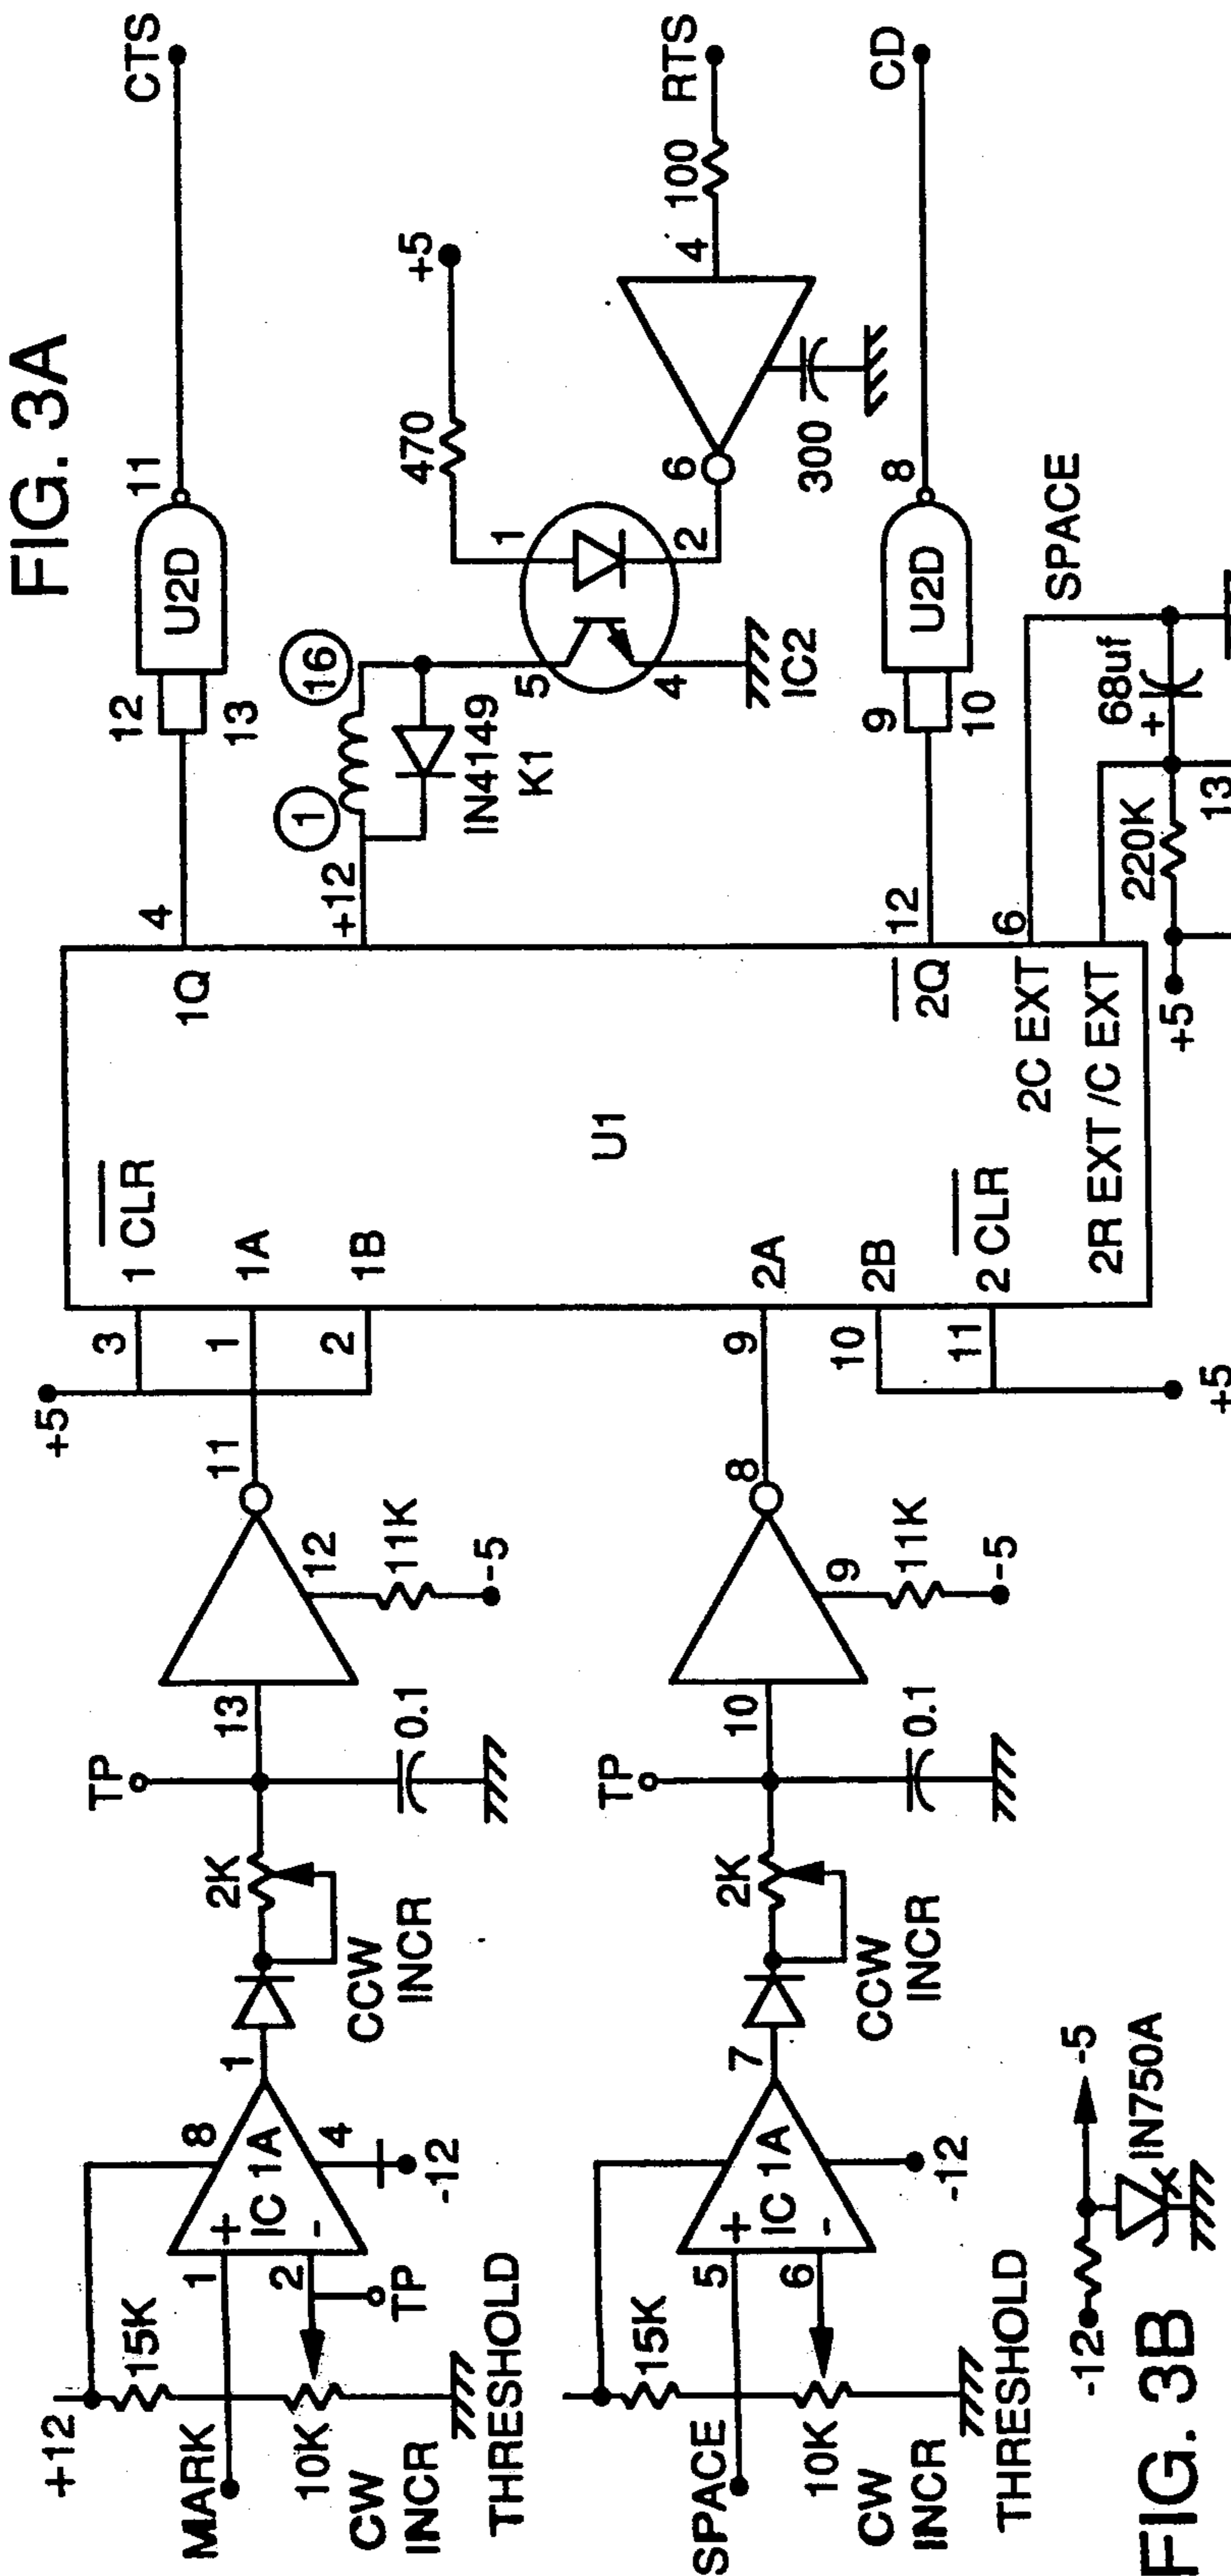 FIG. 3A
+12
15K
MARK
10K
CW
INCR
THRESHOLD
1
+
2
-
IC 1A
8
4
-12
TP
1
CCW
INCR
2K
TP
0.1
13
12
11K
-5
11
+5
3
1
2
1 CLR
1A
1B
1Q
4
12
13
U2D
11
CTS
+12
1
16
IN4149
K1
5
4
IC2
1
2
470
+5
6
300
4
100
RTS
SPACE
15K
10K
CW
INCR
THRESHOLD
5
+
6
-
IC 1A
-12
7
CCW
INCR
2K
TP
0.1
10
9
11K
-5
8
9
10
11
+5
2A
2B
2 CLR
U1
2Q
2C EXT
2R EXT /C EXT
12
6
9
10
U2D
8
CD
SPACE
68uf
+
220K
13
+5
FIG. 3B
-12
-5
IN750A